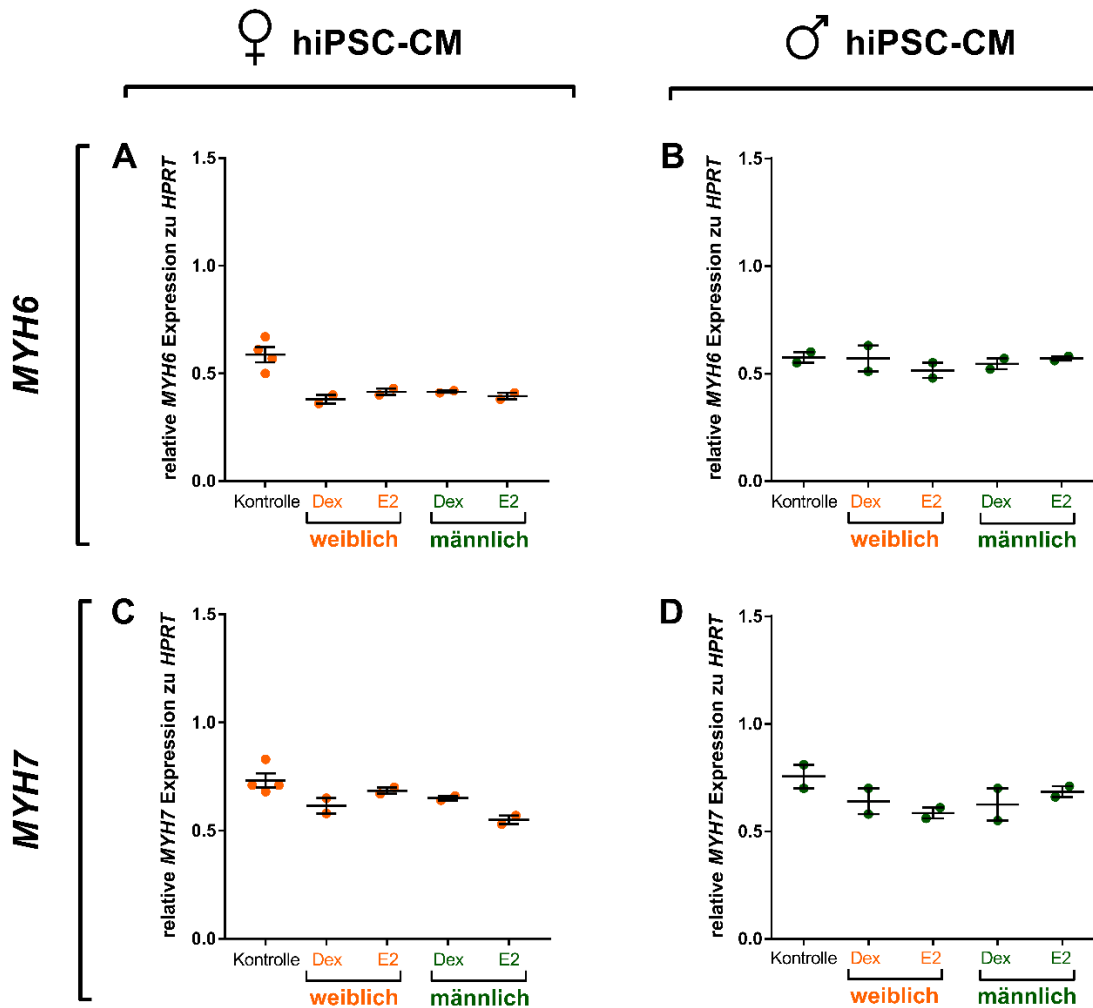 ♀ hiPSC-CM
♂ hiPSC-CM
MYH6
A
relative MYH6 Expression zu HPRT
1.5
1.0
0.5
0.0
Kontrolle Dex E2 Dex E2
weiblich männlich
B
relative MYH6 Expression zu HPRT
1.5
1.0
0.5
0.0
Kontrolle Dex E2 Dex E2
weiblich männlich
MYH7
C
relative MYH7 Expression zu HPRT
1.5
1.0
0.5
0.0
Kontrolle Dex E2 Dex E2
weiblich männlich
D
relative MYH7 Expression zu HPRT
1.5
1.0
0.5
0.0
Kontrolle Dex E2 Dex E2
weiblich männlich